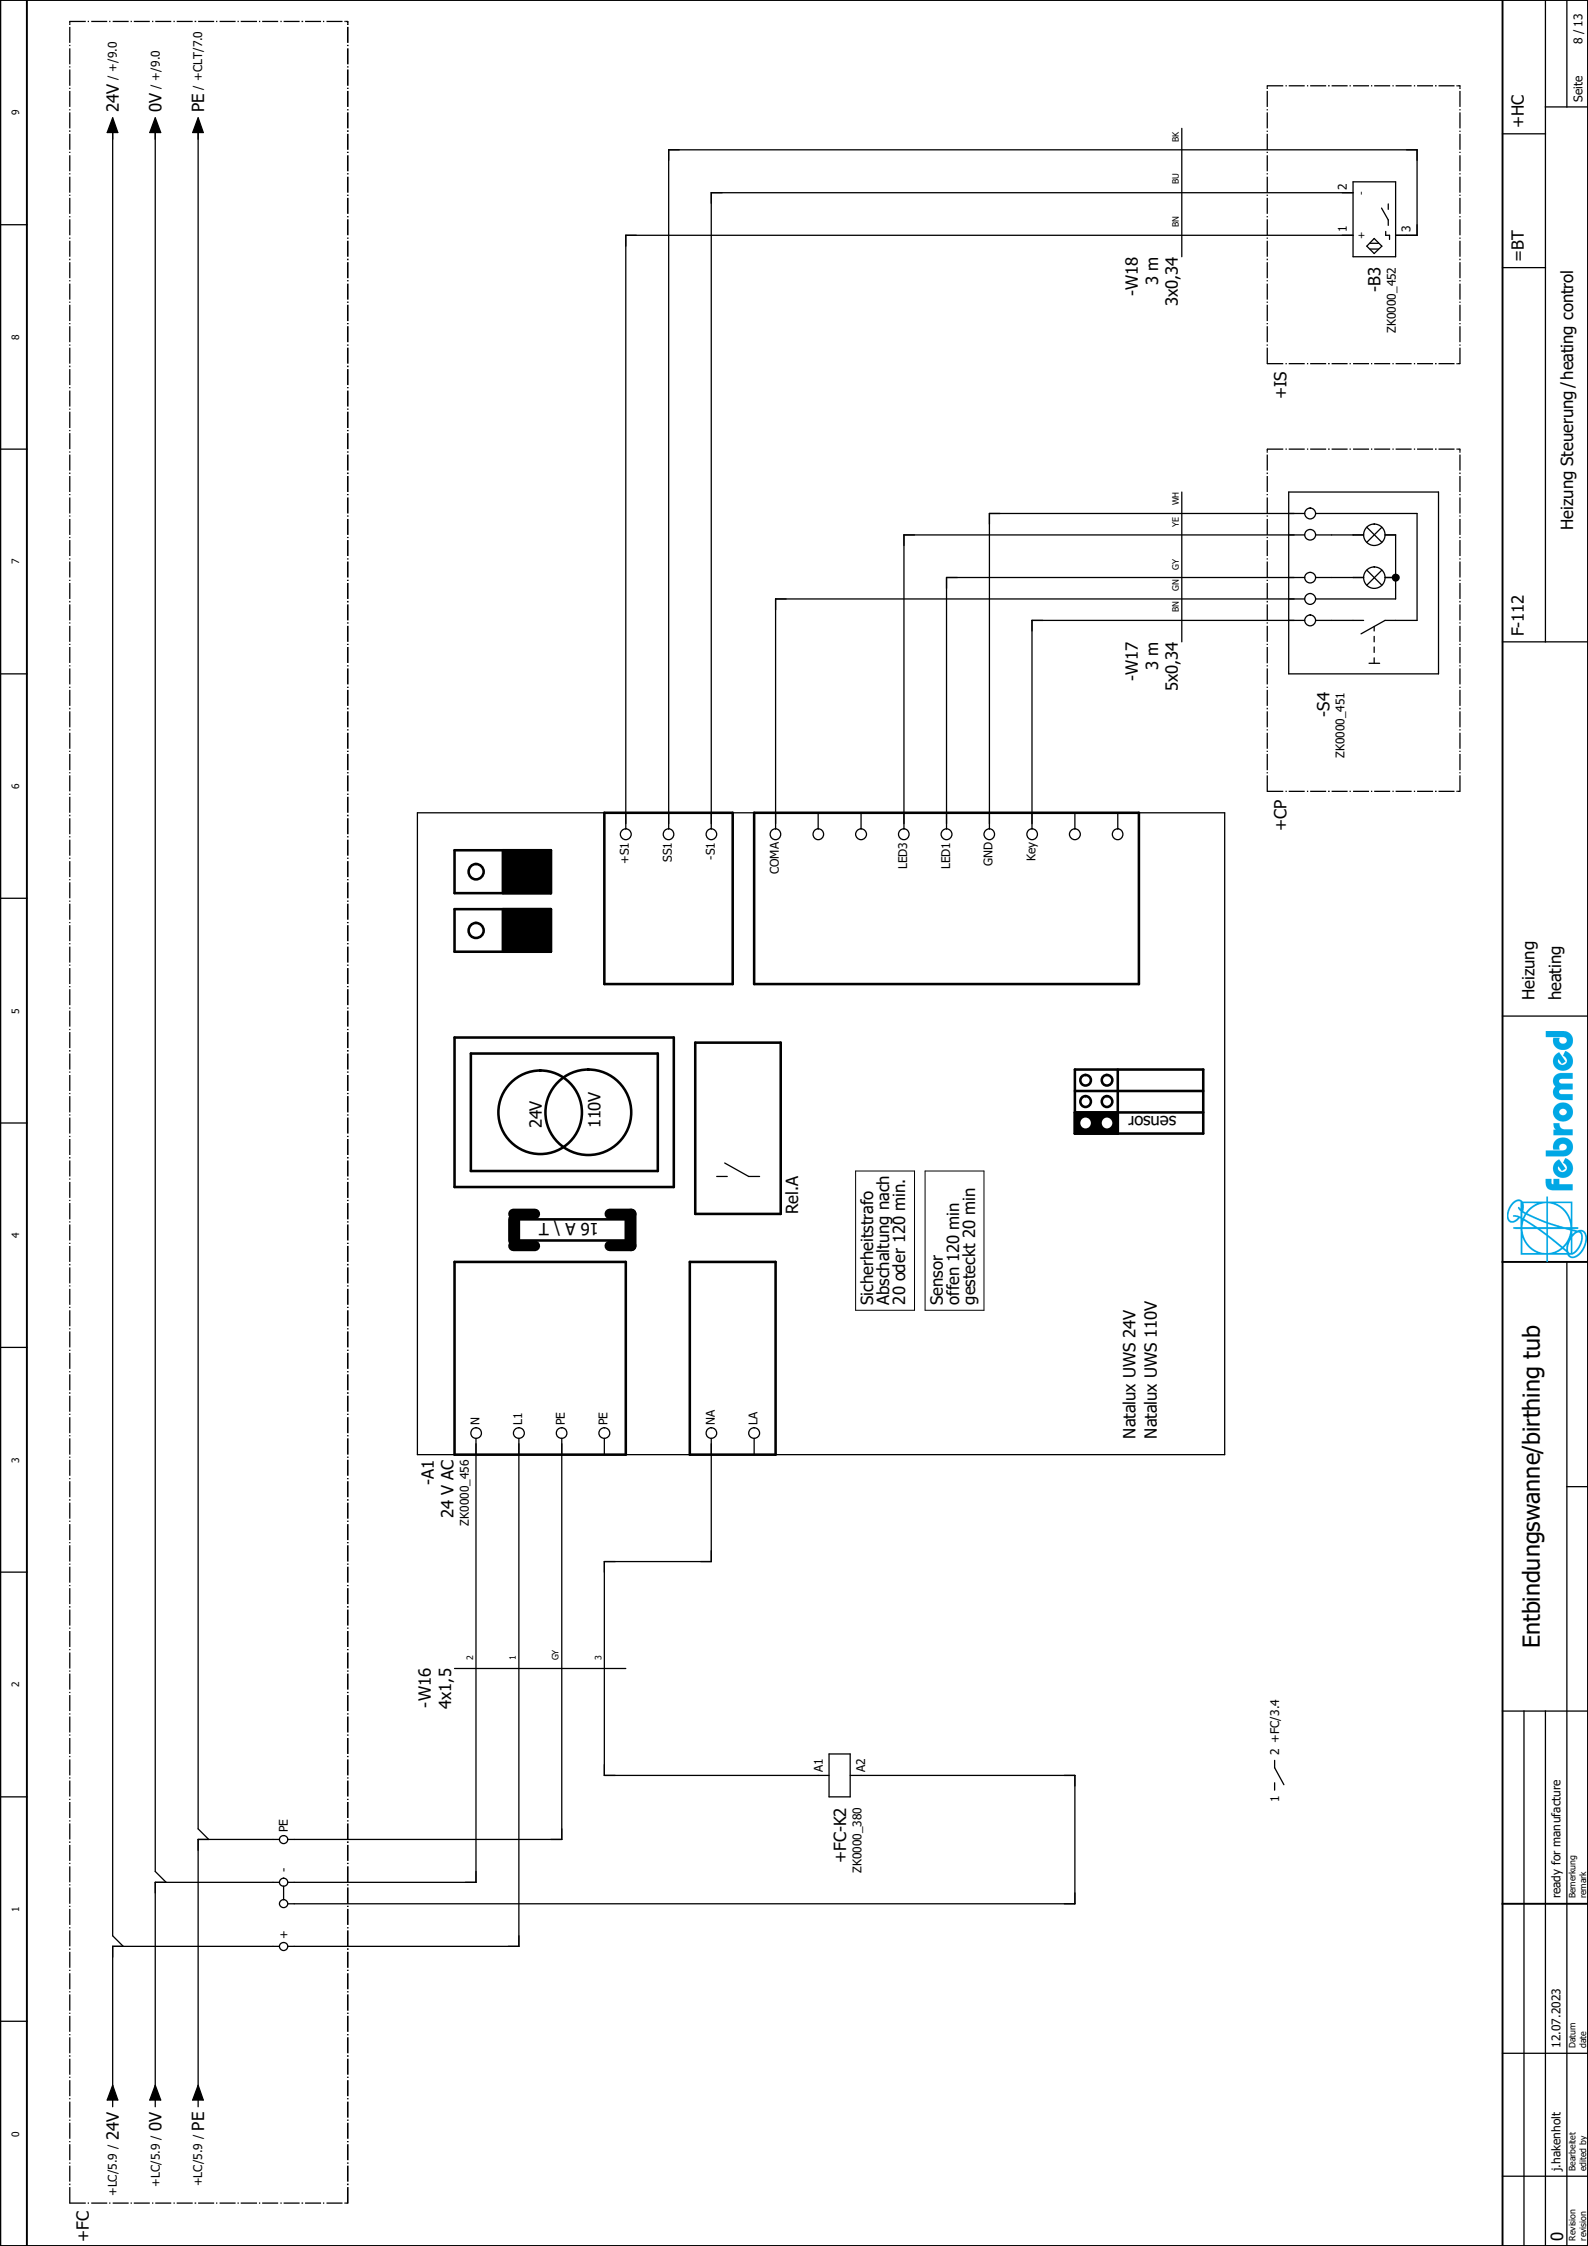 0
1
2
3
4
5
6
7
8
9
+FC
+LC/5.9 / 24V
+LC/5.9 / 0V
+LC/5.9 / PE
24V / +/9.0
0V / +/9.0
PE / +CLT/7.0
+
-
PE
-W16
4x1,5
2
1
GY
3
-A1
24 V AC
ZK0000_456
N
L1
PE
PE
NA
LA
16 A \ T
24V
110V
Rel.A
+S1
SS1
-S1
COMA
LED3
LED1
GND
Key
Sicherheitstrafo
Abschaltung nach
20 oder 120 min.
Sensor
offen 120 min
gesteckt 20 min
sensor
Natalux UWS 24V
Natalux UWS 110V
+FC-K2
ZK0000_380
A1
A2
1
2
+FC/3.4
-W17
3 m
5x0,34
BN
GN
GY
YE
WH
-W18
3 m
3x0,34
BN
BU
BK
+CP
-S4
ZK0000_451
+IS
-B3
ZK0000_452
1
2
3
+
-
0
j.hakenholt
12.07.2023
ready for manufacture
Revision
revision
Bearbeitet
edited by
Datum
date
Bemerkung
remark
Entbindungswanne/birthing tub
febromed
Heizung
heating
F-112
=BT
+HC
Heizung Steuerung/heating control
Seite
8 / 13